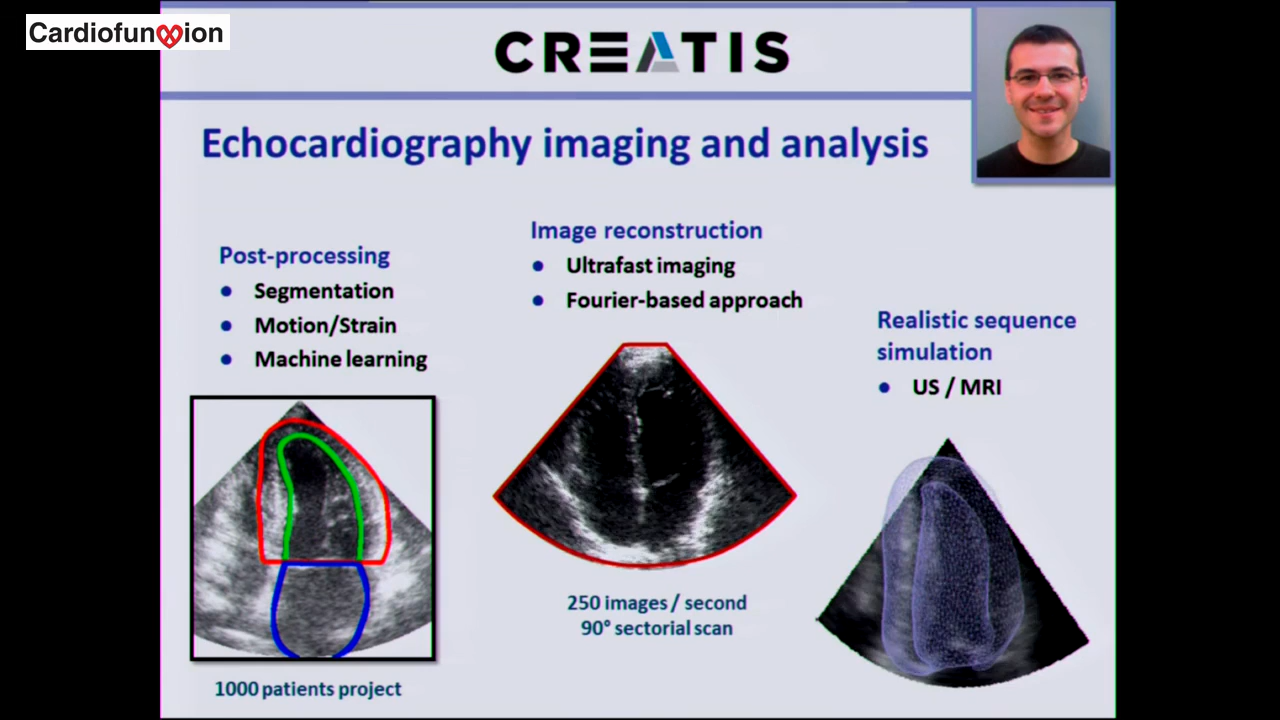 Cardiofunxion
CREATIS
Echocardiography imaging and analysis
Post-processing
Segmentation
Motion/Strain
Machine learning
1000 patients project
Image reconstruction
Ultrafast imaging
Fourier-based approach
250 images / second
90° sectorial scan
Realistic sequence
simulation
US / MRI